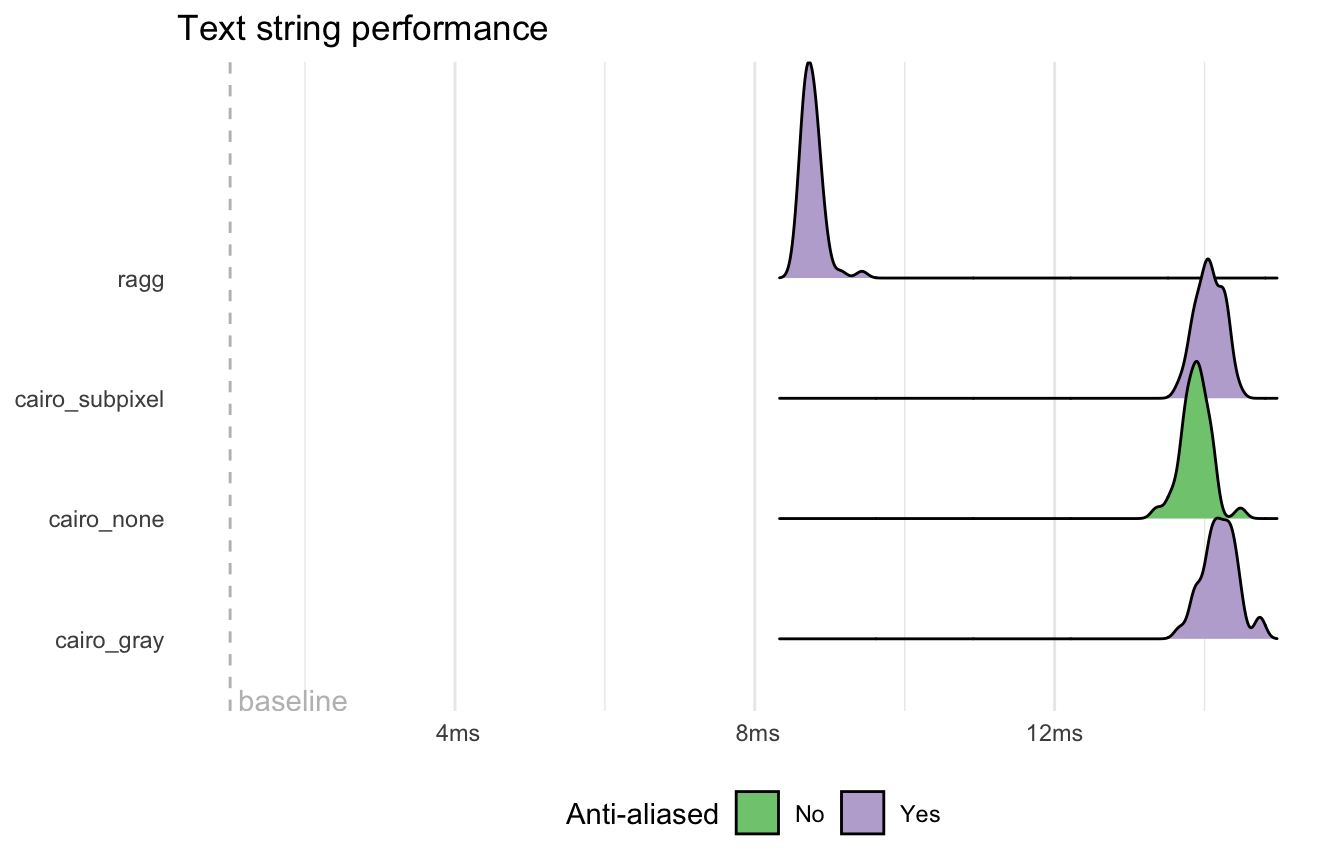 Text string performance
ragg
cairo_subpixel
cairo_none
cairo_gray
baseline
4ms 8ms 12ms
Anti-aliased No Yes